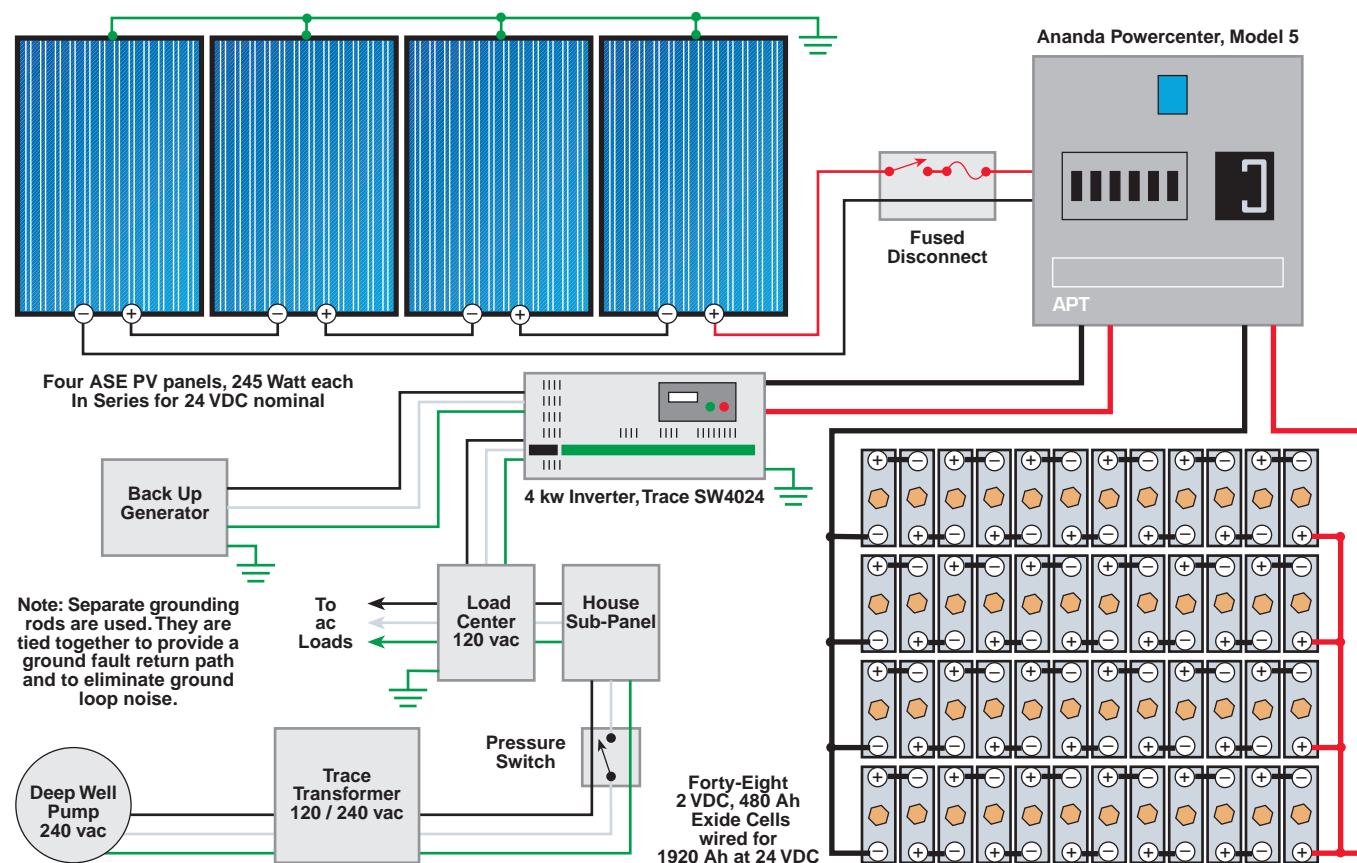 Ananda Powercenter, Model 5
Fused
Disconnect
APT
Four ASE PV panels, 245 Watt each
In Series for 24 VDC nominal
4 kw Inverter, Trace SW4024
Back Up
Generator
Note: Separate grounding
rods are used. They are
tied together to provide a
ground fault return path
and to eliminate ground
loop noise.
To
ac
Loads
Load
Center
120 vac
House
Sub-Panel
Pressure
Switch
Trace
Transformer
120 / 240 vac
Deep Well
Pump
240 vac
Forty-Eight
2 VDC, 480 Ah
Exide Cells
wired for
1920 Ah at 24 VDC